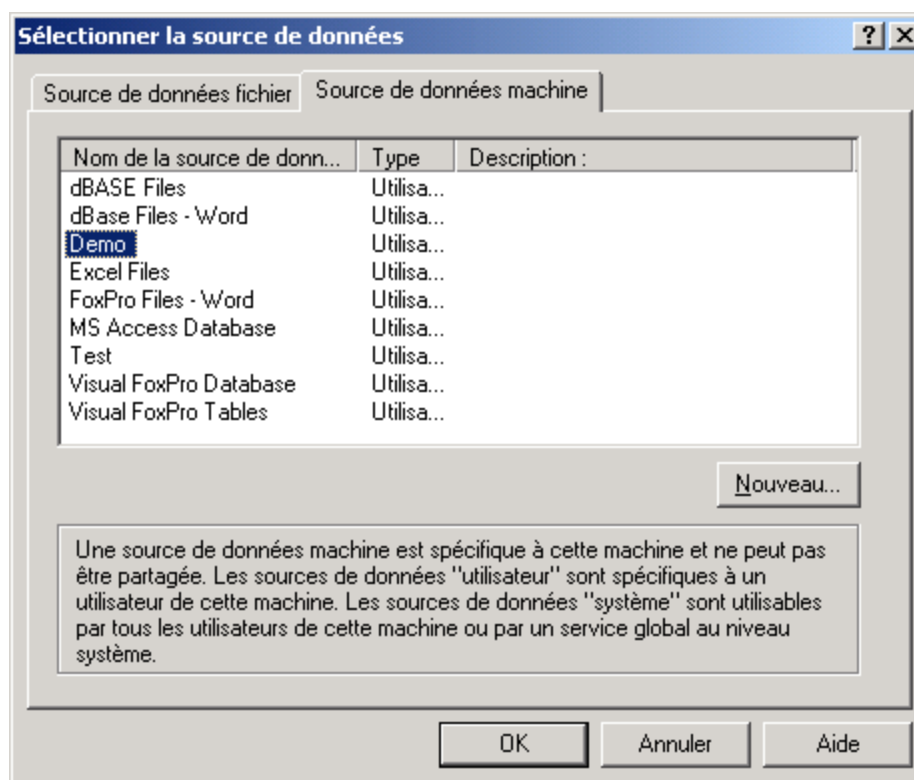 Sélectionner la source de données
Source de données fichier Source de données machine
Nom de la source de donn... Type Description :
dBASE Files Utilisa...
dBase Files - Word Utilisa...
Demo Utilisa...
Excel Files Utilisa...
FoxPro Files - Word Utilisa...
MS Access Database Utilisa...
Test Utilisa...
Visual FoxPro Database Utilisa...
Visual FoxPro Tables Utilisa...
Nouveau...
Une source de données machine est spécifique à cette machine et ne peut pas
être partagée. Les sources de données "utilisateur" sont spécifiques à un
utilisateur de cette machine. Les sources de données "système" sont utilisables
par tous les utilisateurs de cette machine ou par un service global au niveau
système.
OK Annuler Aide